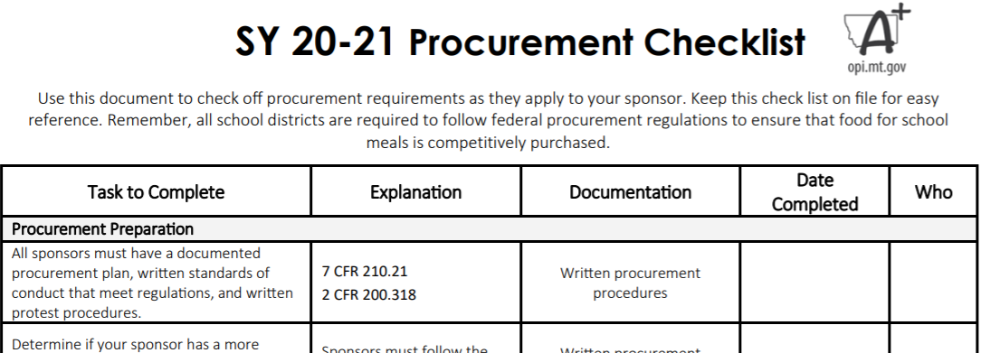 SY 20-21 Procurement Checklist
A+
opi.mt.gov
Use this document to check off procurement requirements as they apply to your sponsor. Keep this check list on file for easy
reference. Remember, all school districts are required to follow federal procurement regulations to ensure that food for school
meals is competitively purchased.
Task to Complete
Explanation
Documentation
Date
Completed
Who
Procurement Preparation
All sponsors must have a documented
procurement plan, written standards of
conduct that meet regulations, and written
protest procedures.
7 CFR 210.21
2 CFR 200.318
Written procurement
procedures
Determine if your sponsor has a more
Sponsors must follow the
Written procurement